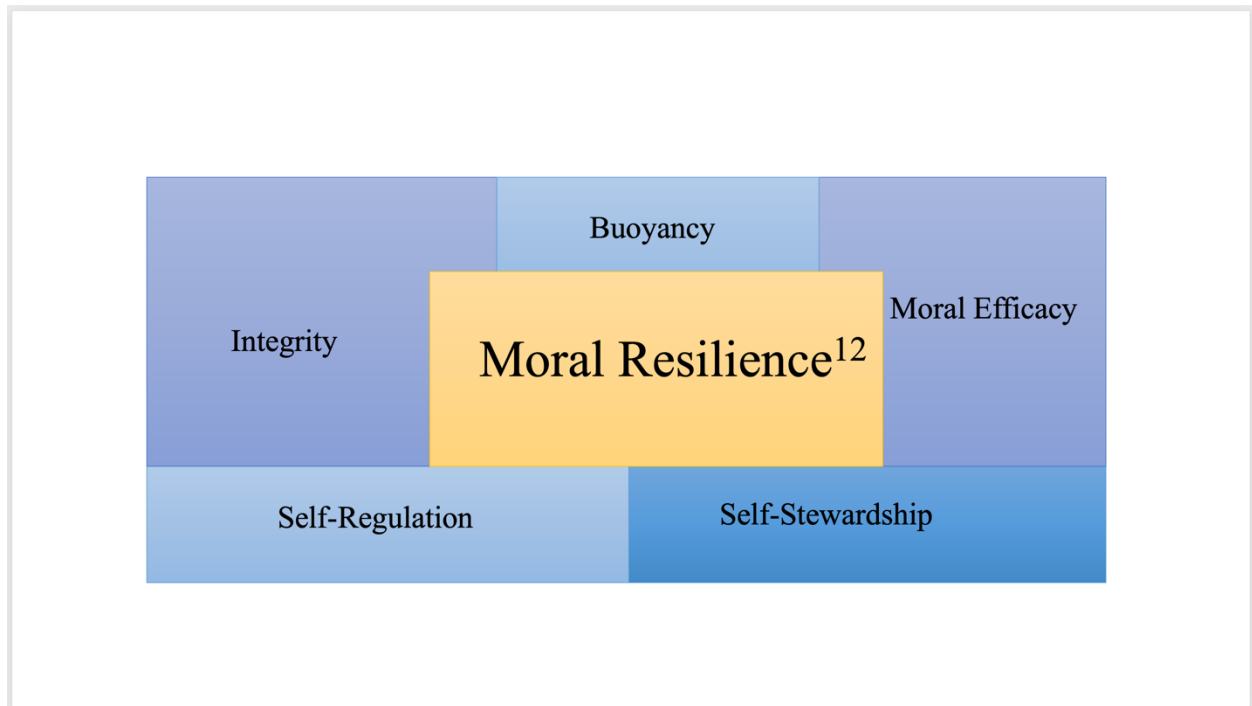 Buoyancy
Moral Efficacy
Integrity
Moral Resilience¹²
Self-Regulation
Self-Stewardship